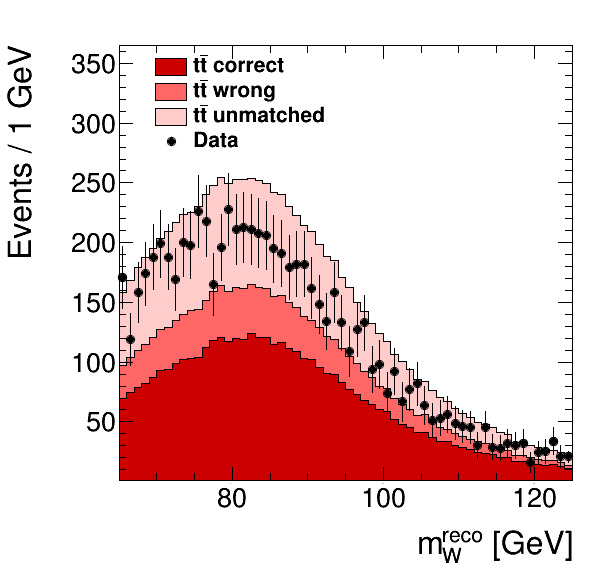 Events / 1 GeV
350
300
250
200
150
100
50
tt̄ correct
tt̄ wrong
tt̄ unmatched
Data
80
100
120
m_W^reco [GeV]